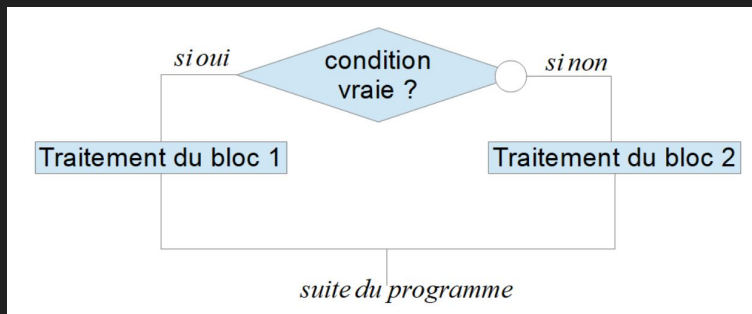 si oui
condition
vraie ?
si non
Traitement du bloc 1
Traitement du bloc 2
suite du programme